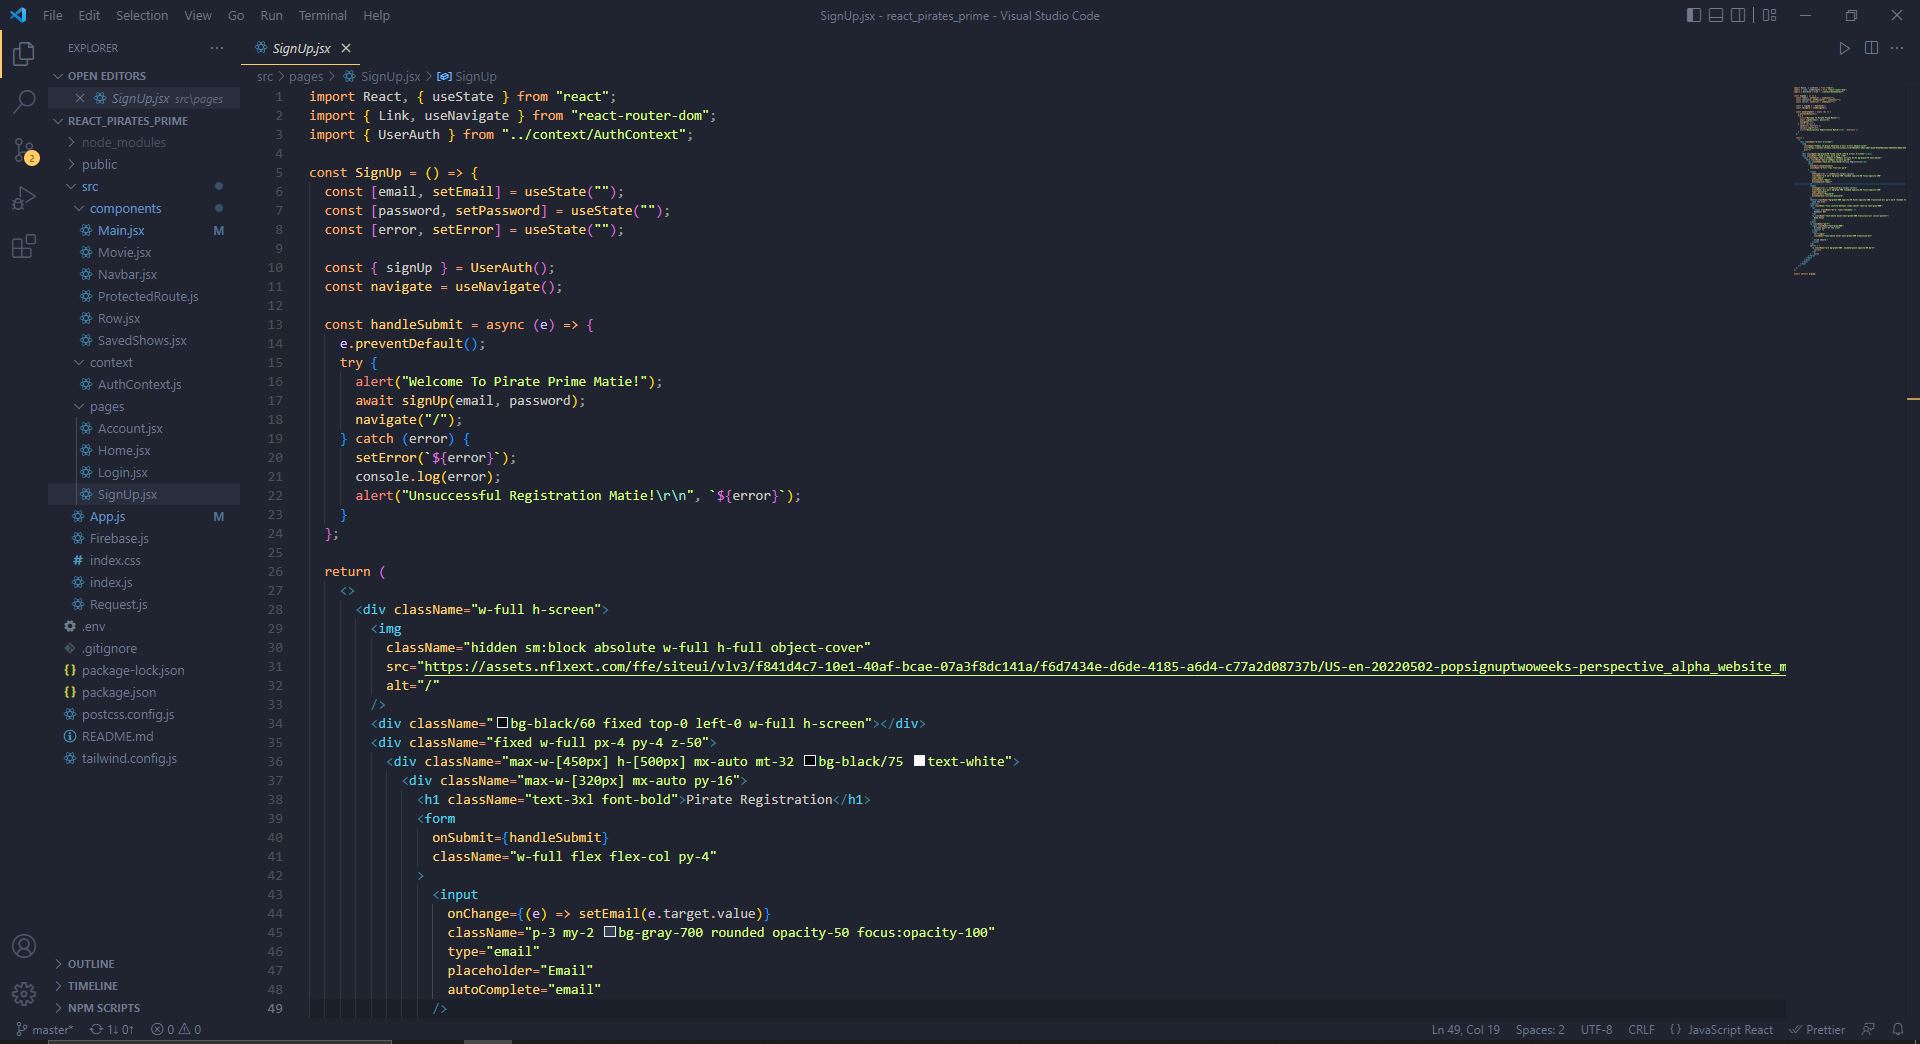 File Edit Selection View Go Run Terminal Help
SignUp.jsx - react_pirates_prime - Visual Studio Code
EXPLORER
OPEN EDITORS
SignUp.jsx src\pages
REACT_PIRATES_PRIME
node_modules
public
src
components
Main.jsx M
Movie.jsx
Navbar.jsx
ProtectedRoute.js
Row.jsx
SavedShows.jsx
context
AuthContext.js
pages
Account.jsx
Home.jsx
Login.jsx
SignUp.jsx
App.js M
Firebase.js
index.css
index.js
Request.js
.env
.gitignore
package-lock.json
package.json
postcss.config.js
README.md
tailwind.config.js
OUTLINE
TIMELINE
NPM SCRIPTS
2
SignUp.jsx
src > pages > SignUp.jsx > SignUp
1 import React, { useState } from "react";
2 import { Link, useNavigate } from "react-router-dom";
3 import { UserAuth } from "../context/AuthContext";
4
5 const SignUp = () => {
6 const [email, setEmail] = useState("");
7 const [password, setPassword] = useState("");
8 const [error, setError] = useState("");
9
10 const { signUp } = UserAuth();
11 const navigate = useNavigate();
12
13 const handleSubmit = async (e) => {
14 e.preventDefault();
15 try {
16 alert("Welcome To Pirate Prime Matie!");
17 await signUp(email, password);
18 navigate("/");
19 } catch (error) {
20 setError(`${error}`);
21 console.log(error);
22 alert("Unsuccessful Registration Matie!\r\n", `${error}`);
23 }
24 };
25
26 return (
27 <>
28 <div className="w-full h-screen">
29 <img
30 className="hidden sm:block absolute w-full h-full object-cover"
31 src="https://assets.nflxext.com/ffe/siteui/vlv3/f841d4c7-10e1-40af-bcae-07a3f8dc141a/f6d7434e-d6de-4185-a6d4-c77a2d08737b/US-en-20220502-popsignuptwoweeks-perspective_alpha_website_m
32 alt="/"
33 />
34 <div className="bg-black/60 fixed top-0 left-0 w-full h-screen"></div>
35 <div className="fixed w-full px-4 py-4 z-50">
36 <div className="max-w-[450px] h-[500px] mx-auto mt-32 bg-black/75 text-white">
37 <div className="max-w-[320px] mx-auto py-16">
38 <h1 className="text-3xl font-bold">Pirate Registration</h1>
39 <form
40 onSubmit={handleSubmit}
41 className="w-full flex flex-col py-4"
42 >
43 <input
44 onChange={(e) => setEmail(e.target.value)}
45 className="p-3 my-2 bg-gray-700 rounded opacity-50 focus:opacity-100"
46 type="email"
47 placeholder="Email"
48 autoComplete="email"
49 />
master* 1↓ 0↑ 0 0
Ln 49, Col 19 Spaces: 2 UTF-8 CRLF {} JavaScript React Prettier